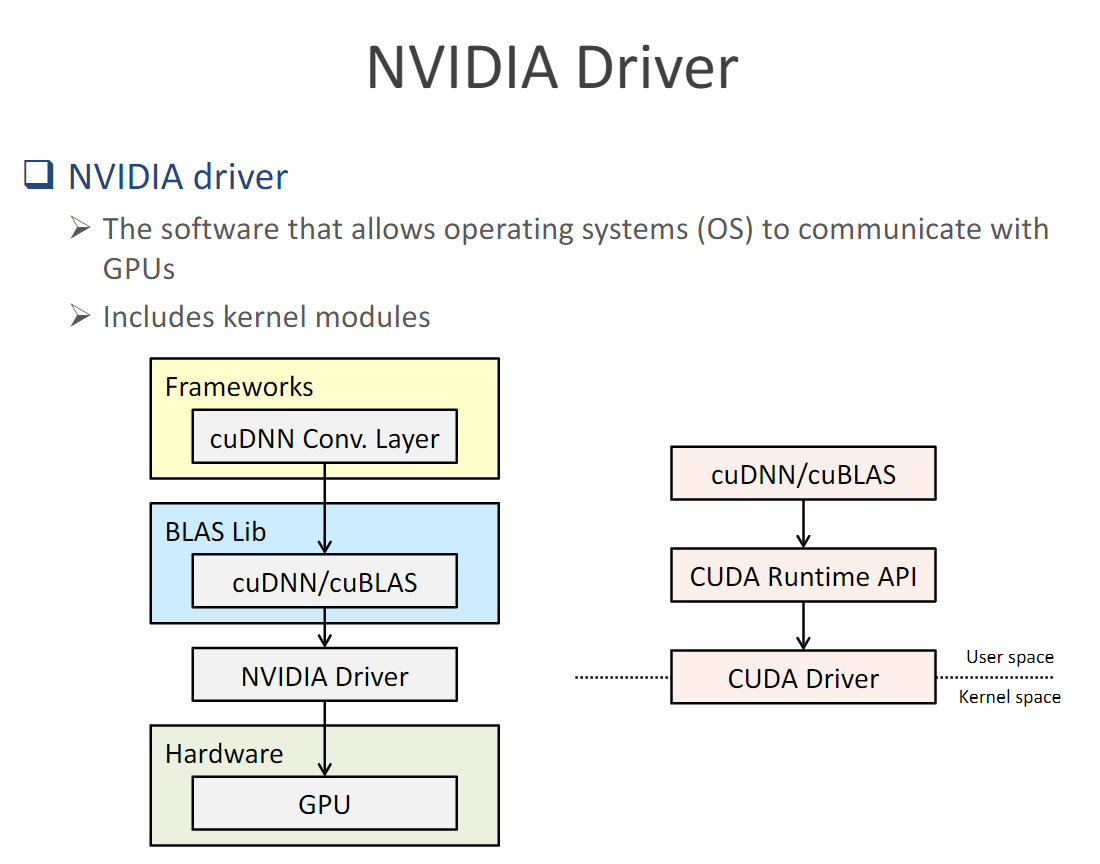 NVIDIA Driver
NVIDIA driver
The software that allows operating systems (OS) to communicate with
GPUs
Includes kernel modules
Frameworks
cuDNN Conv. Layer
BLAS Lib
cuDNN/cuBLAS
NVIDIA Driver
Hardware
GPU
cuDNN/cuBLAS
CUDA Runtime API
CUDA Driver
User space
Kernel space